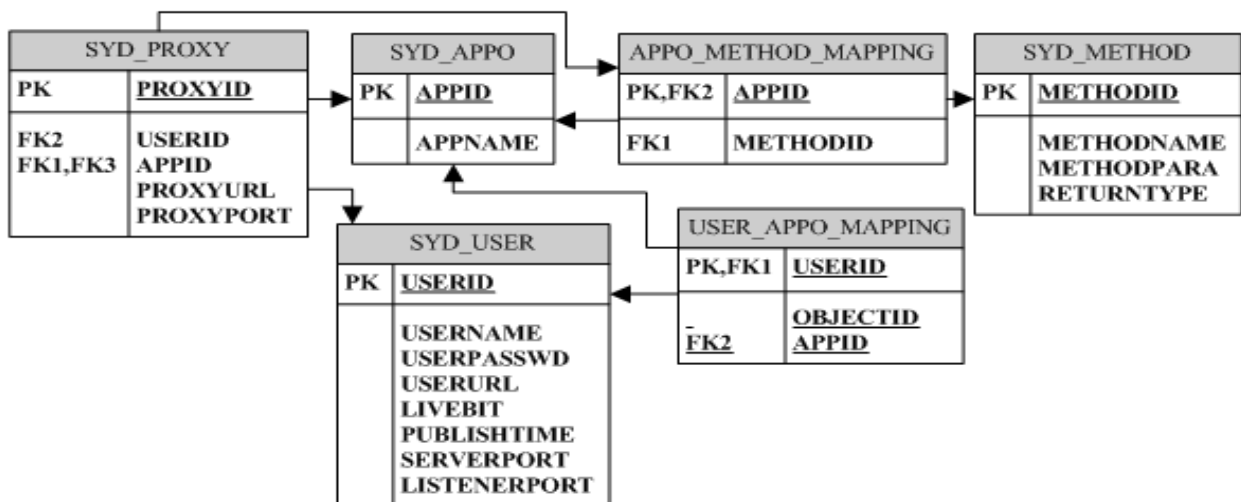 SYD_PROXY
PK PROXYID
FK2 USERID
FK1,FK3 APPID
PROXYURL
PROXYPORT
SYD_APPO
PK APPID
APPNAME
APPO_METHOD_MAPPING
PK,FK2 APPID
FK1 METHODID
SYD_METHOD
PK METHODID
METHODNAME
METHODPARA
RETURNTYPE
SYD_USER
PK USERID
USERNAME
USERPASSWD
USERURL
LIVEBIT
PUBLISHTIME
SERVERPORT
LISTENERPORT
USER_APPO_MAPPING
PK,FK1 USERID
OBJECTID
FK2 APPID